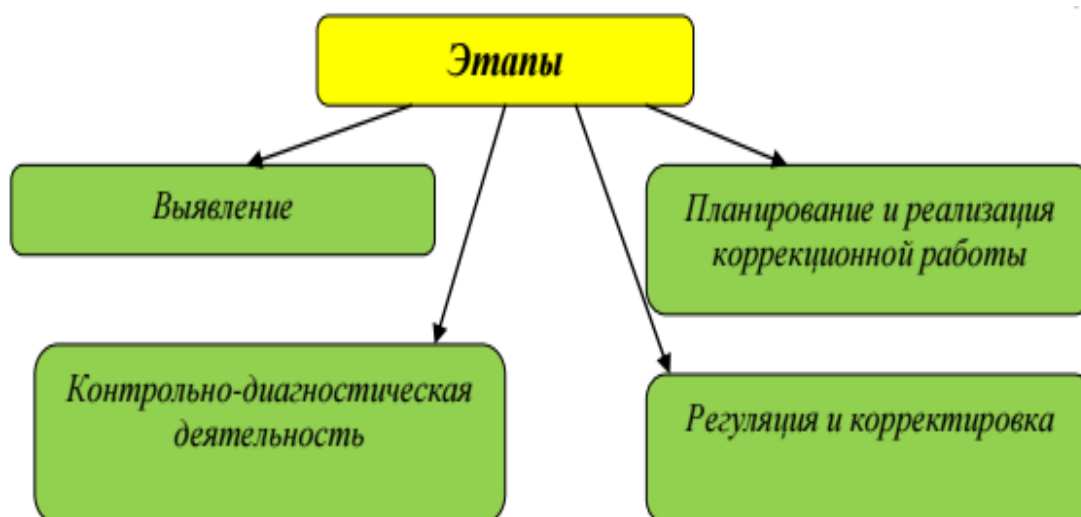 Этапы
Выявление
Планирование и реализация
коррекционной работы
Контрольно-диагностическая
деятельность
Регуляция и корректировка